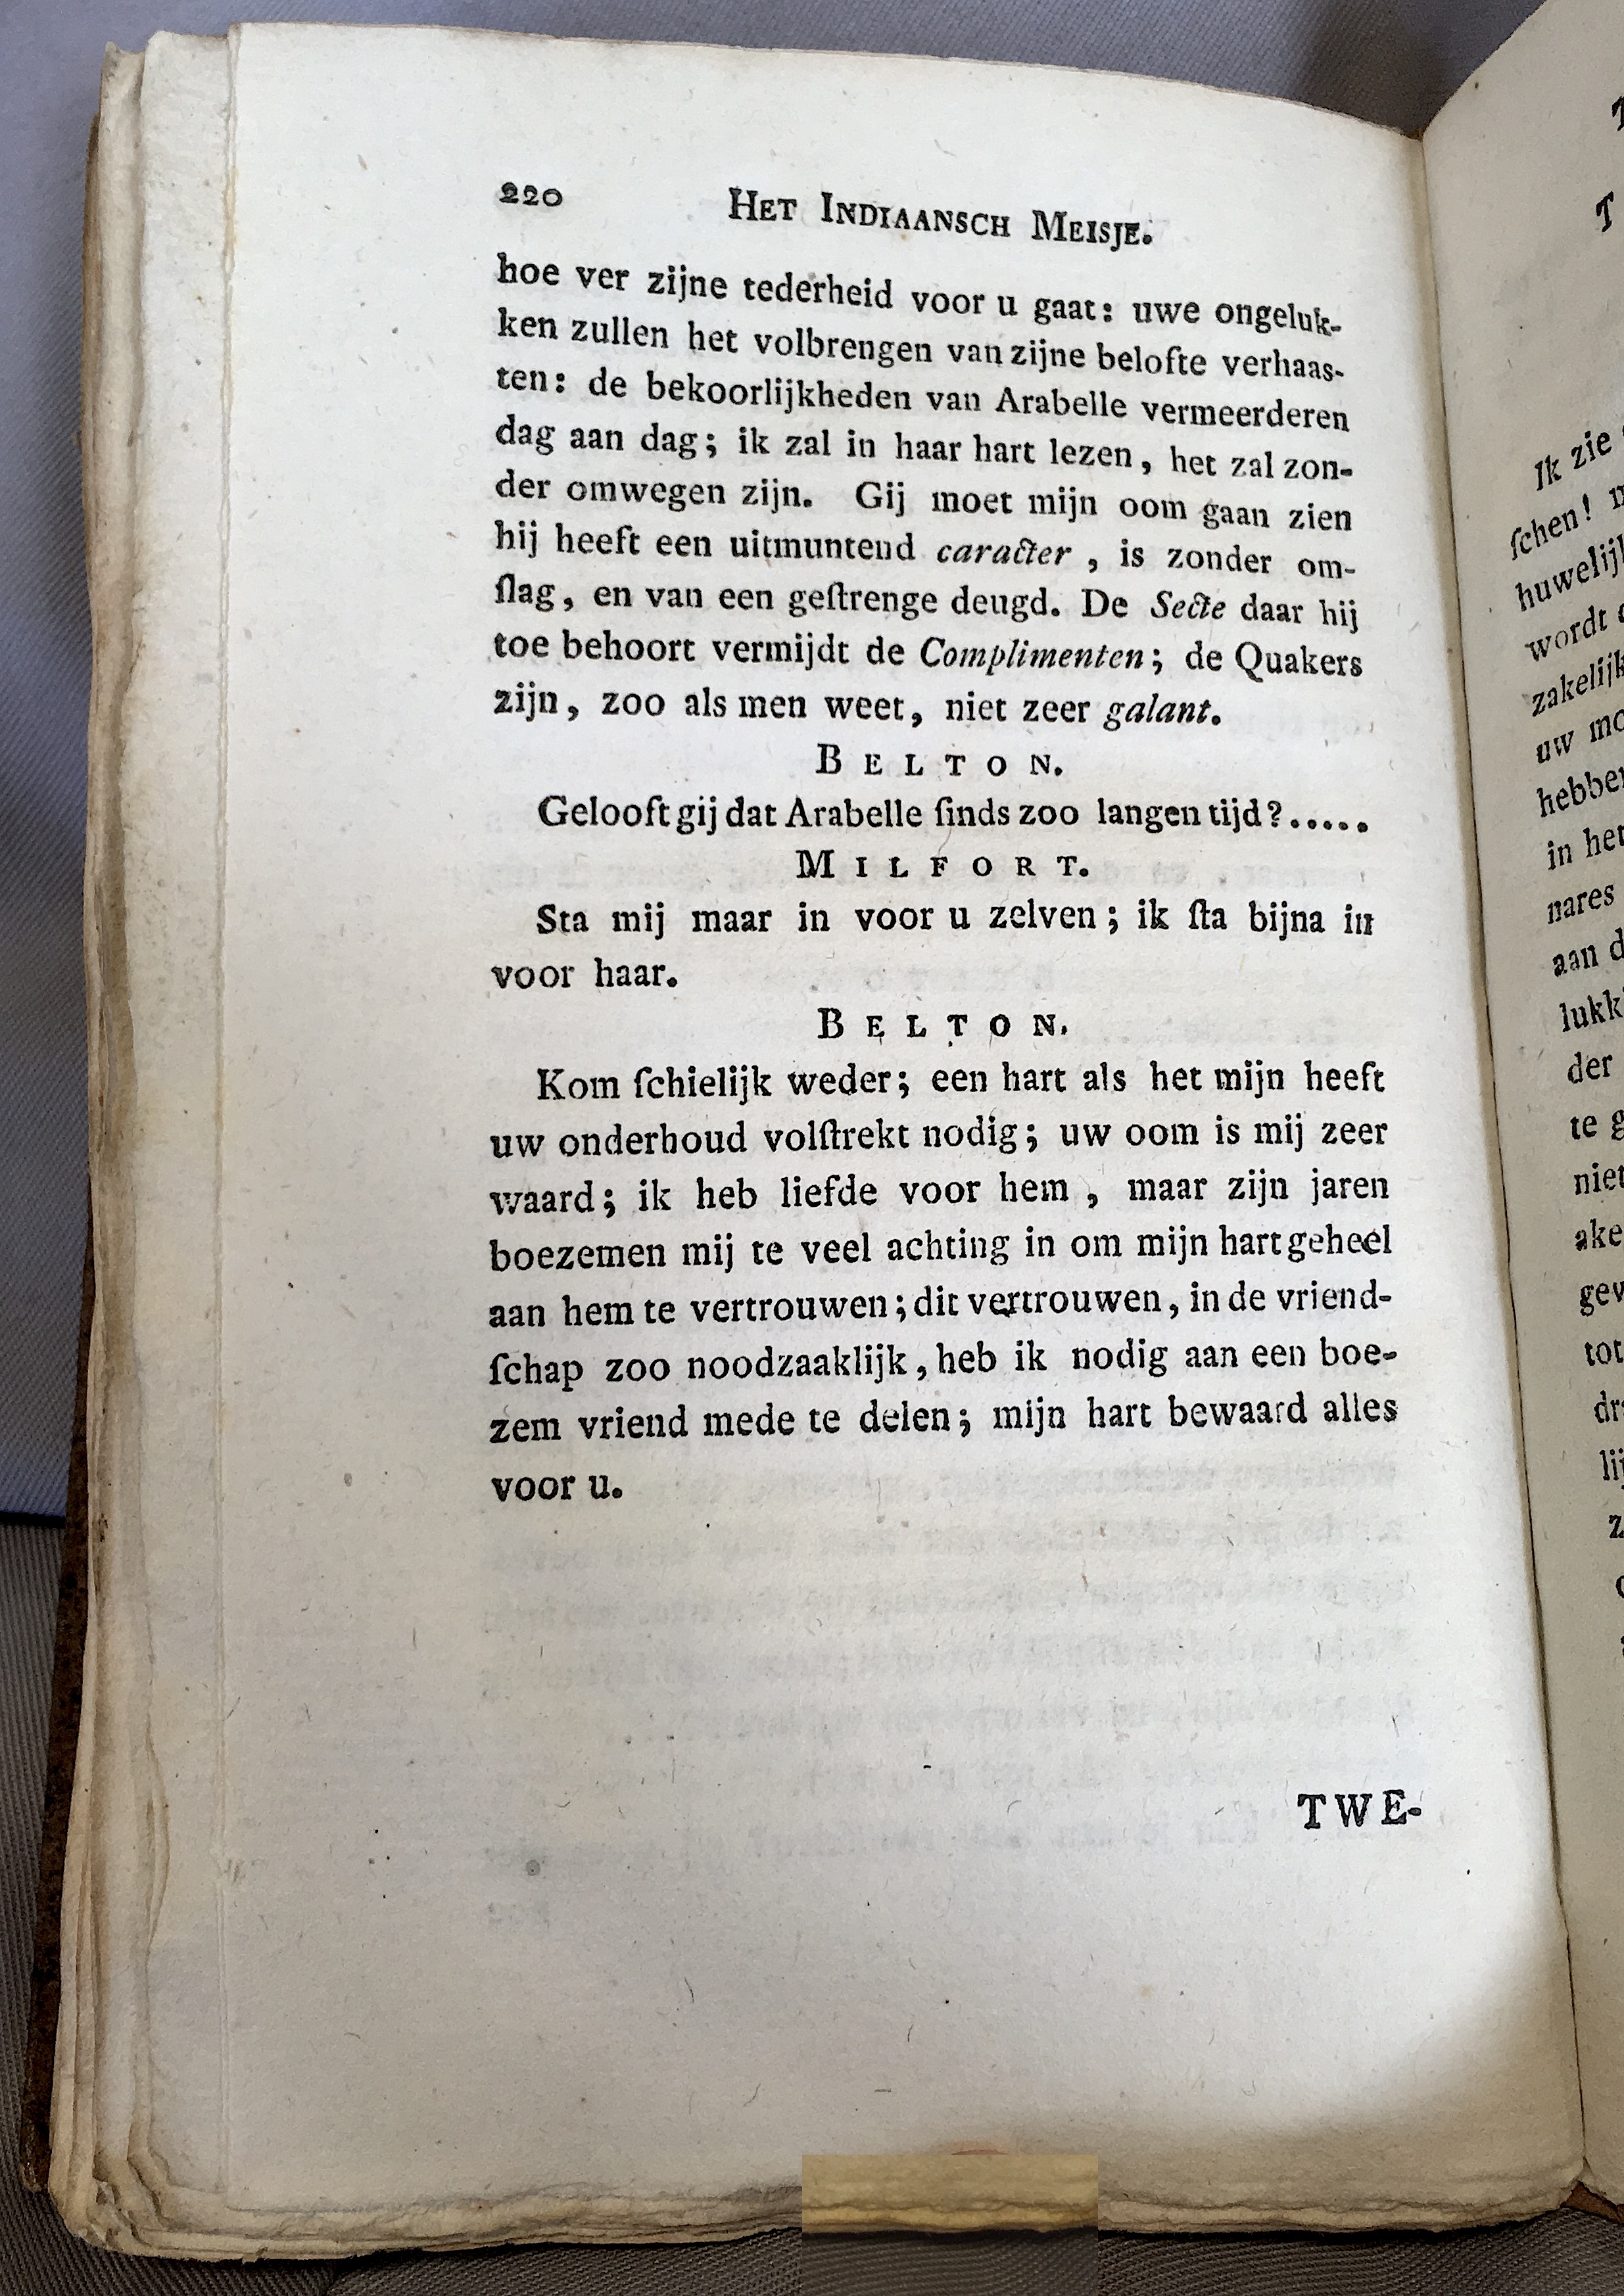 220 HET INDIAANSCH MEISJE.
hoe ver zijne tederheid voor u gaat: uwe ongeluk-
ken zullen het volbrengen van zijne belofte verhaas-
ten: de bekoorlijkheden van Arabelle vermeerderen
dag aan dag; ik zal in haar hart lezen, het zal zon-
der omwegen zijn. Gij moet mijn oom gaan zien
hij heeft een uitmuntend caracter, is zonder om-
ſlag, en van een geſtrenge deugd. De Secte daar hij
toe behoort vermijdt de Complimenten; de Quakers
zijn, zoo als men weet, niet zeer galant.
BELTON.
Gelooft gij dat Arabelle ſinds zoo langen tijd?.....
MILFORT.
Sta mij maar in voor u zelven; ik ſta bijna in
voor haar.
BELTON.
Kom ſchielijk weder; een hart als het mijn heeft
uw onderhoud volſtrekt nodig; uw oom is mij zeer
waard; ik heb liefde voor hem, maar zijn jaren
boezemen mij te veel achting in om mijn hart geheel
aan hem te vertrouwen; dit vertrouwen, in de vriend-
ſchap zoo noodzaaklijk, heb ik nodig aan een boe-
zem vriend mede te delen; mijn hart bewaard alles
voor u.
TWE-
Ik zie
ſchen!
huwelij
wordt
zakelijk
uw
hebben
in het
nares
aan
lukk
der
te
niet
ake
gev
tot